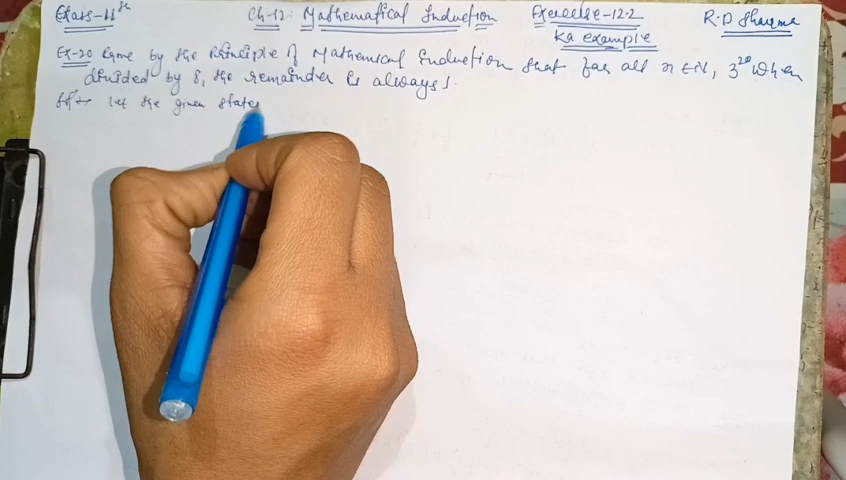 Class-11th Ch-12 Mathematical Induction Exercise-12.2 R.D Sharma
Ka example
Ex-20 by the Principle of Mathematical Induction that for all n ∈ N, 3^2n when
divided by 8, the remainder is always 1.
Let the given state